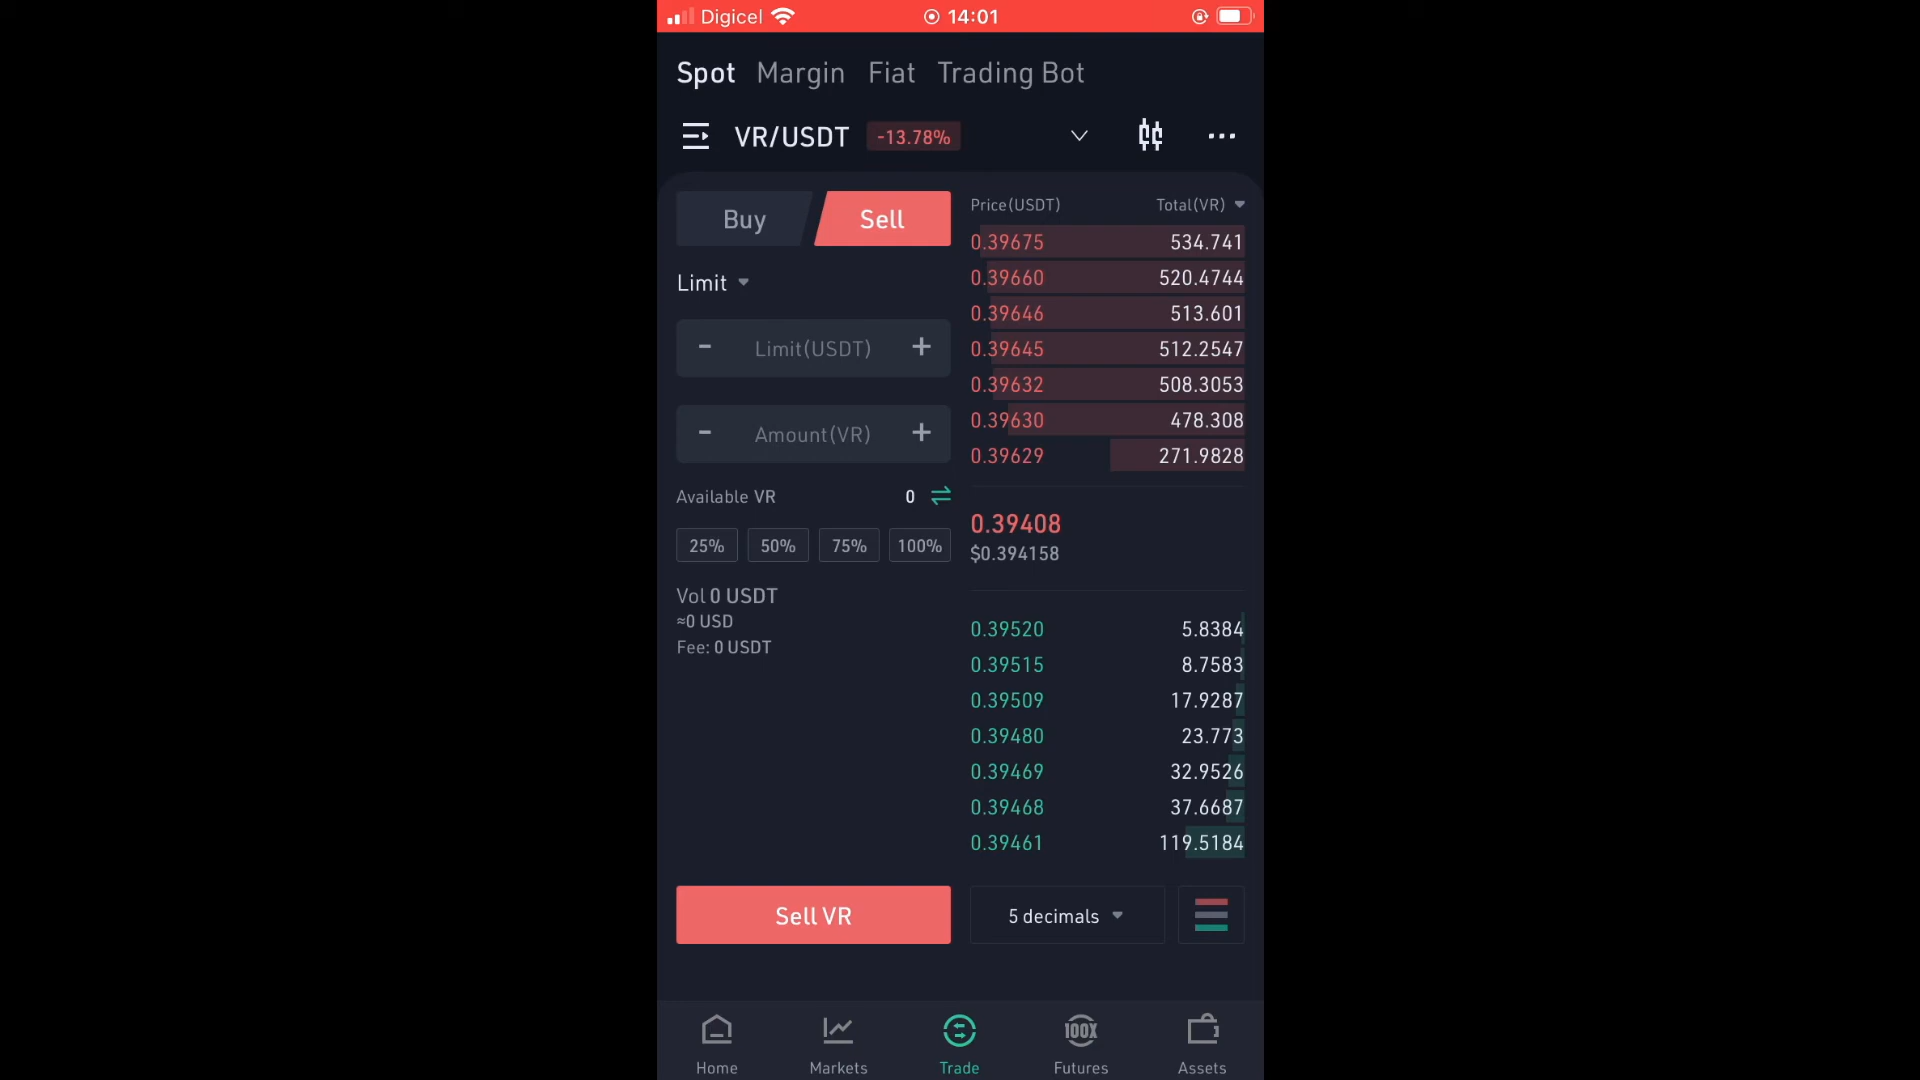 Digicel 14:01
Spot Margin Fiat Trading Bot
VR/USDT -13.78%
Buy Sell
Limit
- Limit(USDT) +
- Amount(VR) +
Available VR 0
25% 50% 75% 100%
Vol 0 USDT
≈0 USD
Fee: 0 USDT
Sell VR
Price(USDT) Total(VR)
0.39675 534.741
0.39660 520.4744
0.39646 513.601
0.39645 512.2547
0.39632 508.3053
0.39630 478.308
0.39629 271.9828
0.39408
$0.394158
0.39520 5.8384
0.39515 8.7583
0.39509 17.9287
0.39480 23.773
0.39469 32.9526
0.39468 37.6687
0.39461 119.5184
5 decimals
100X
Home Markets Trade Futures Assets